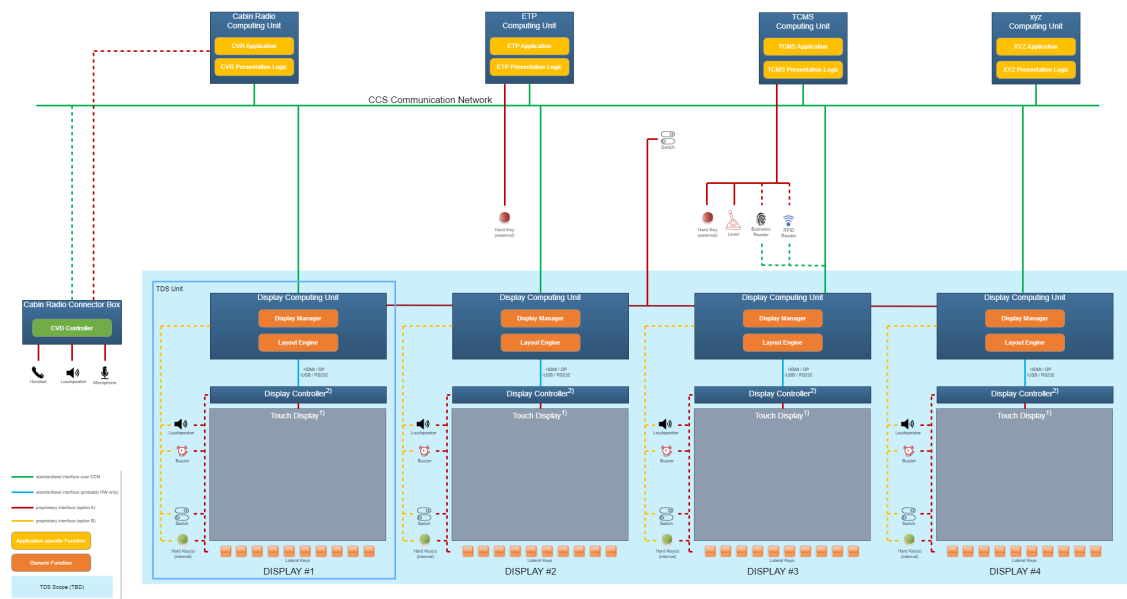 Cabin Radio
Computing Unit
CVR Application
CVR Presentation Logic
ETP
Computing Unit
ETP Application
ETP Presentation Logic
TCMS
Computing Unit
TCMS Application
TCMS Presentation Logic
xyz
Computing Unit
XYZ Application
XYZ Presentation Logic
CCS Communication Network
Switch
Hard Key
(external)
Hard Key
(external)
Lever
Biometric
Reader
RFID
Reader
Cabin Radio Connector Box
CVD Controller
Handset
Loudspeaker
Microphone
TDS Unit
Display Computing Unit
Display Manager
Layout Engine
HDMI / DP
/USB / RS232
Display Controller2)
Touch Display1)
Loudspeaker
Buzzer
Switch
Hard Key(s)
(internal)
Lateral Keys
DISPLAY #1
Display Computing Unit
Display Manager
Layout Engine
HDMI / DP
/USB / RS232
Display Controller2)
Touch Display1)
Loudspeaker
Buzzer
Switch
Hard Key(s)
(internal)
Lateral Keys
DISPLAY #2
Display Computing Unit
Display Manager
Layout Engine
HDMI / DP
/USB / RS232
Display Controller2)
Touch Display1)
Loudspeaker
Buzzer
Switch
Hard Key(s)
(internal)
Lateral Keys
DISPLAY #3
Display Computing Unit
Display Manager
Layout Engine
HDMI / DP
/USB / RS232
Display Controller2)
Touch Display1)
Loudspeaker
Buzzer
Switch
Hard Key(s)
(internal)
Lateral Keys
DISPLAY #4
standardised interface over CCN
standardised interface (probably HW only)
proprietary interface (option A)
proprietary interface (option B)
Application specific Function
Generic Function
TDS Scope (TBD)